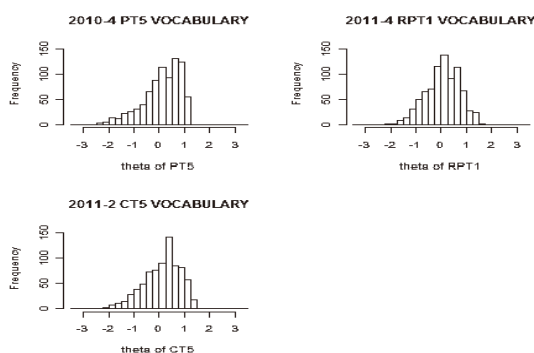 2010-4 PT5 VOCABULARY
Frequency
150
100
50
0
-3 -2 -1 0 1 2 3
theta of PT5
2011-4 RPT1 VOCABULARY
Frequency
150
100
50
0
-3 -2 -1 0 1 2 3
theta of RPT1
2011-2 CT5 VOCABULARY
Frequency
150
100
50
0
-3 -2 -1 0 1 2 3
theta of CT5